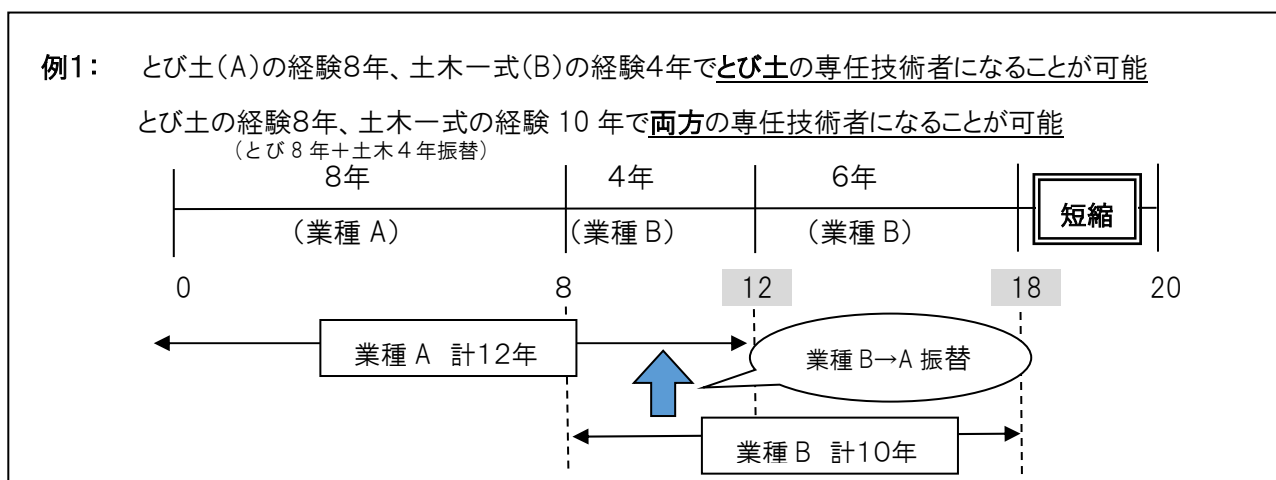 例1: とび土(A)の経験8年、土木一式(B)の経験4年でとび土の専任技術者になることが可能
とび土の経験8年、土木一式の経験 10 年で両方の専任技術者になることが可能
(とび 8 年+土木 4 年振替)
8年 4年 6年
短縮
(業種 A) (業種 B) (業種 B)
0 8 12 18 20
業種 A 計12年
業種 B→A 振替
業種 B 計10年